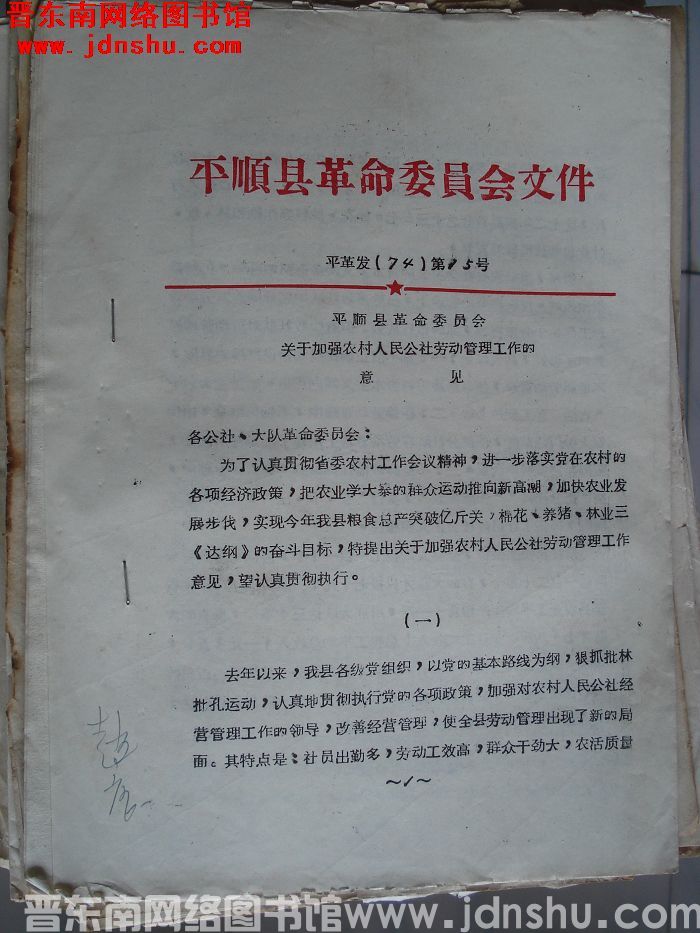 晋东南网络图书馆
www.jdnshu.com
平順县革命委員会文件
平革发(74)第15号
平顺县革命委员会
关于加强农村人民公社劳动管理工作的
意 见
各公社、大队革命委员会:
为了认真贯彻省委农村工作会议精神,进一步落实党在农村的
各项经济政策,把农业学大寨的群众运动推向新高潮,加快农业发
展步伐,实现今年我县粮食总产突破亿斤关,棉花、养猪、林业三
《达纲》的奋斗目标,特提出关于加强农村人民公社劳动管理工作
意见,望认真贯彻执行。
(一)
去年以来,我县各级党组织,以党的基本路线为纲,狠抓批林
批孔运动,认真地贯彻执行党的各项政策,加强对农村人民公社经
营管理工作的领导,改善经营管理,使全县劳动管理出现了新的局
面。其特点是:社员出勤多,劳动工效高,群众干劲大,农活质量
~1~
晋东南网络图书馆www.jdnshu.com